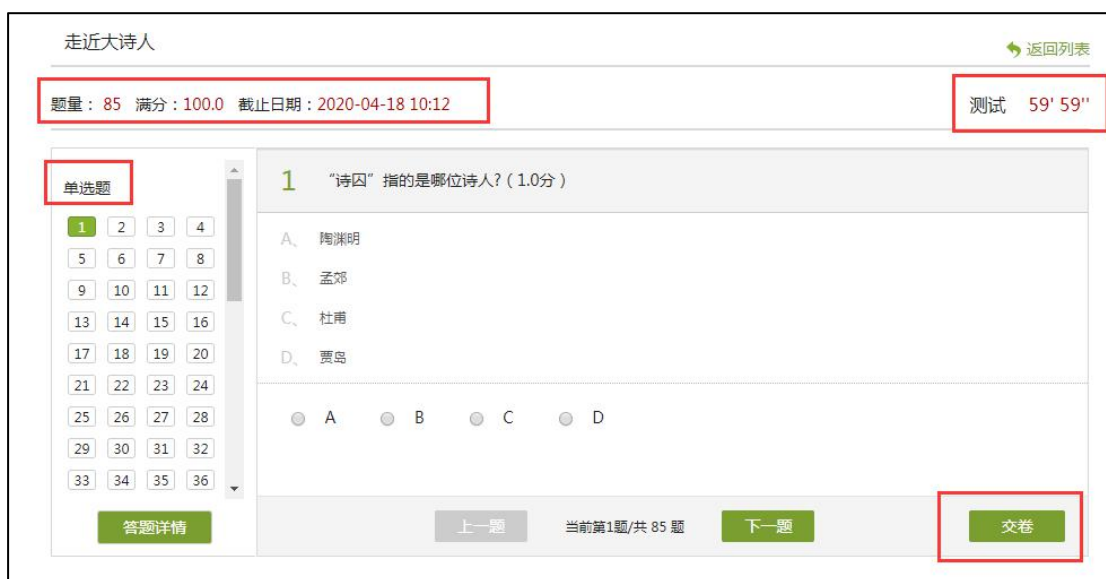 走近大诗人
返回列表
题量： 85 满分：100.0 截止日期：2020-04-18 10:12
测试 59' 59''
单选题
1 2 3 4
5 6 7 8
9 10 11 12
13 14 15 16
17 18 19 20
21 22 23 24
25 26 27 28
29 30 31 32
33 34 35 36
答题详情
1 “诗囚”指的是哪位诗人?（1.0分）
A、 陶渊明
B、 孟郊
C、 杜甫
D、 贾岛
A B C D
上一题 当前第1题/共 85 题 下一题 交卷